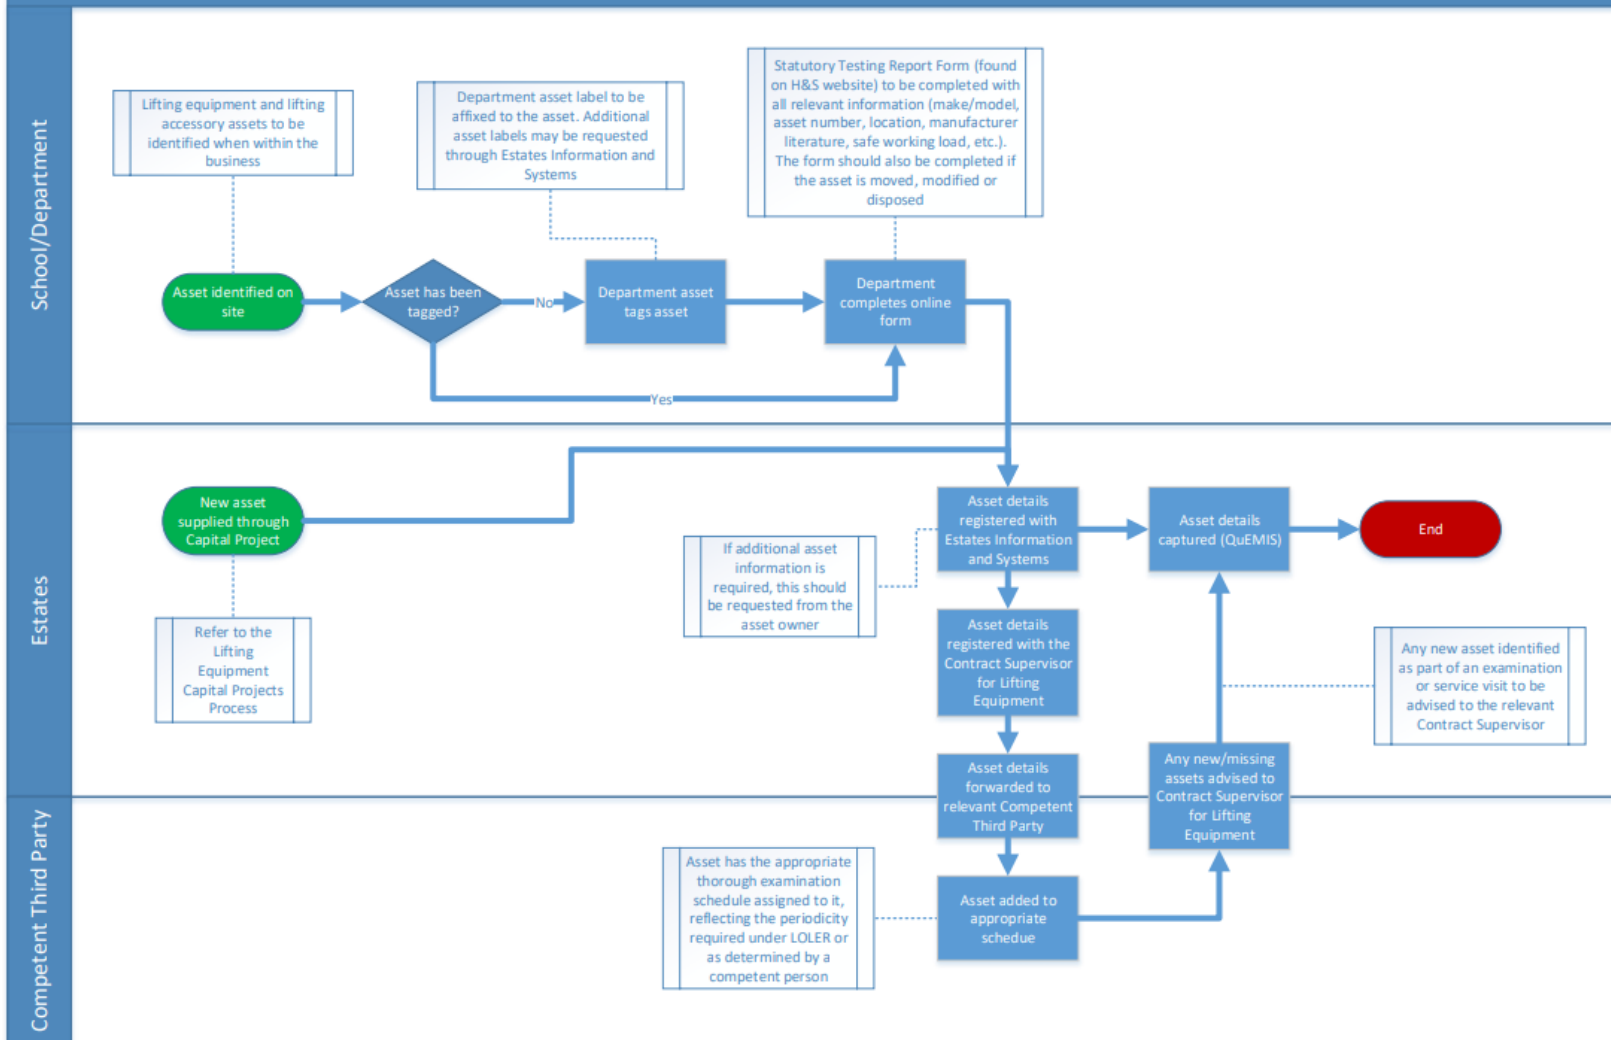 School/Department
Lifting equipment and lifting
accessory assets to be
identified when within the
business
Department asset label to be
affixed to the asset. Additional
asset labels may be requested
through Estates Information and
Systems
Statutory Testing Report Form (found
on H&S website) to be completed with
all relevant information (make/model,
asset number, location, manufacturer
literature, safe working load, etc.).
The form should also be completed if
the asset is moved, modified or
disposed
Asset identified on
site
Asset has been
tagged?
No
Department asset
tags asset
Department
completes online
form
Yes
Estates
New asset
supplied through
Capital Project
Refer to the
Lifting
Equipment
Capital Projects
Process
If additional asset
information is
required, this should
be requested from the
asset owner
Asset details
registered with
Estates Information
and Systems
Asset details
captured (QuEMIS)
End
Asset details
registered with the
Contract Supervisor
for Lifting
Equipment
Any new asset identified
as part of an examination
or service visit to be
advised to the relevant
Contract Supervisor
Asset details
forwarded to
relevant Competent
Third Party
Any new/missing
assets advised to
Contract Supervisor
for Lifting
Equipment
Competent Third Party
Asset has the appropriate
thorough examination
schedule assigned to it,
reflecting the periodicity
required under LOLER or
as determined by a
competent person
Asset added to
appropriate
schedue